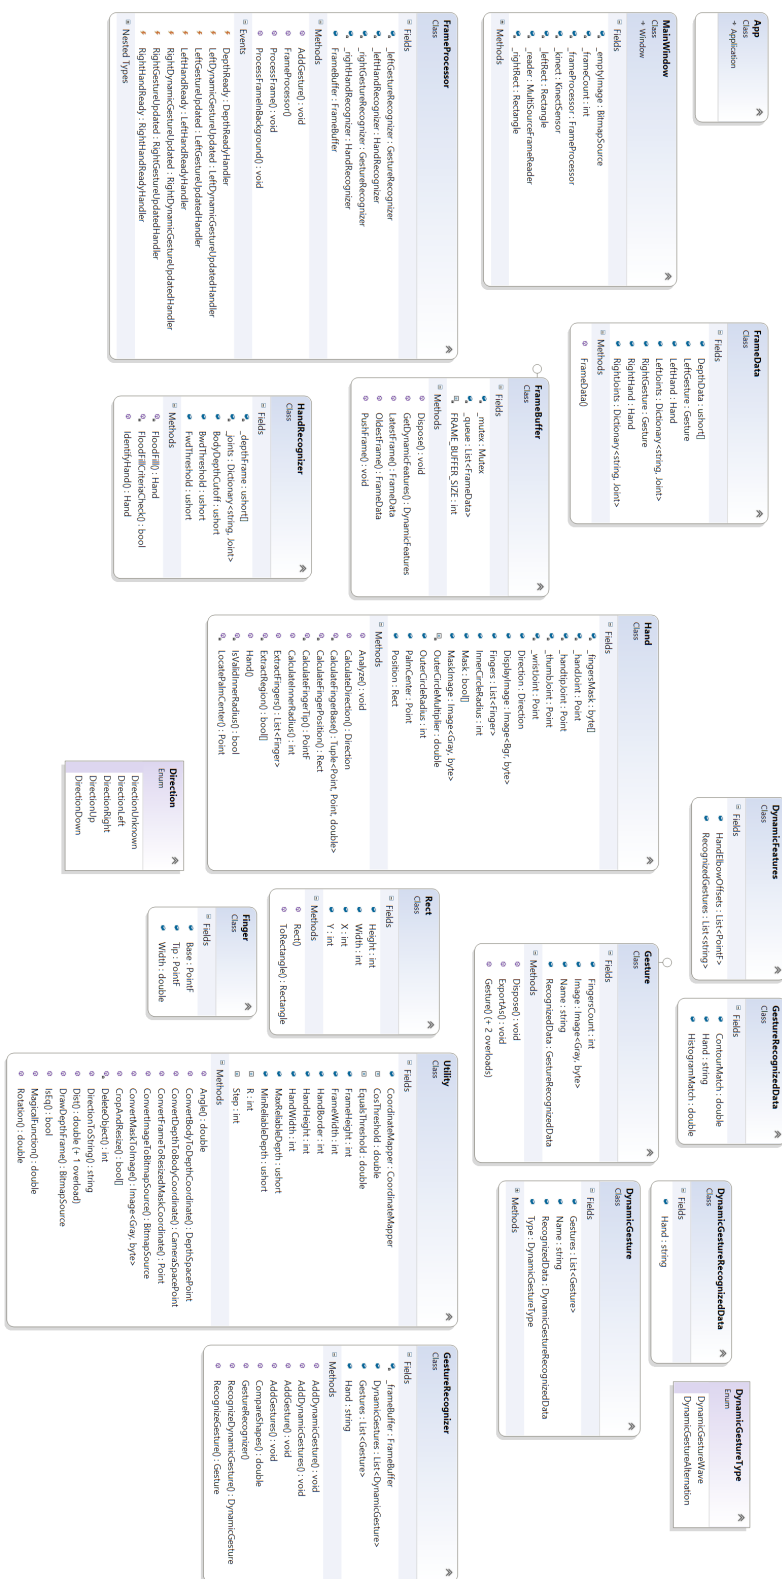 App
Class
Application
MainWindow
Class
Window
Fields
_emptyImage : BitmapSource
_frameCount : int
_frameProcessor : FrameProcessor
_kinect : KinectSensor
_leftRect : Rectangle
_reader : MultiSourceFrameReader
_rightRect : Rectangle
Methods
FrameProcessor
Class
Fields
_leftGestureRecognizer : GestureRecognizer
_leftHandRecognizer : HandRecognizer
_rightGestureRecognizer : GestureRecognizer
_rightHandRecognizer : HandRecognizer
FrameBuffer : FrameBuffer
Methods
AddGesture() : void
FrameProcessor()
ProcessFrame() : void
ProcessFrameInBackground() : void
Events
DepthReady : DepthReadyHandler
LeftDynamicGestureUpdated : LeftDynamicGestureUpdatedHandler
LeftGestureUpdated : LeftGestureUpdatedHandler
LeftHandReady : LeftHandReadyHandler
RightDynamicGestureUpdated : RightDynamicGestureUpdatedHandler
RightGestureUpdated : RightGestureUpdatedHandler
RightHandReady : RightHandReadyHandler
Nested Types
FrameData
Class
Fields
DepthData : ushort[]
LeftGesture : Gesture
LeftHand : Hand
LeftJoints : Dictionary<string, Joint>
RightGesture : Gesture
RightHand : Hand
RightJoints : Dictionary<string, Joint>
Methods
FrameData()
FrameBuffer
Class
Fields
_mutex : Mutex
_queue : List<FrameData>
FRAME_BUFFER_SIZE : int
Methods
Dispose() : void
GetDynamicFeatures() : DynamicFeatures
LatestFrame() : FrameData
OldestFrame() : FrameData
PushFrame() : void
HandRecognizer
Class
Fields
_depthFrame : ushort[]
_joints : Dictionary<string, Joint>
BodyDepthCutoff : ushort
BwdThreshold : ushort
FwdThreshold : ushort
Methods
FloodFill() : Hand
FloodFillCriteriaCheck() : bool
IdentifyHand() : Hand
Hand
Class
Fields
_fingersMask : byte[]
_handJoint : Point
_handtipJoint : Point
_thumbJoint : Point
_wristJoint : Point
Direction : Direction
DisplayImage : Image<Bgr, byte>
Fingers : List<Finger>
InnerCircleRadius : int
Mask : bool[]
MaskImage : Image<Gray, byte>
OuterCircleMultiplier : double
OuterCircleRadius : int
PalmCenter : Point
Position : Rect
Methods
Analyze() : void
CalculateDirection() : Direction
CalculateFingerBase() : Tuple<Point, Point, double>
CalculateFingerPosition() : Rect
CalculateFingerTip() : PointF
CalculateInnerRadius() : int
ExtractFingers() : List<Finger>
ExtractRegion() : bool[]
Hand()
IsValidInnerRadius() : bool
LocatePalmCenter() : Point
Direction
Enum
DirectionUnknown
DirectionLeft
DirectionRight
DirectionUp
DirectionDown
DynamicFeatures
Class
Fields
HandElbowOffsets : List<PointF>
RecognizedGestures : List<string>
Gesture
Class
Fields
FingersCount : int
Image : Image<Gray, byte>
Name : string
RecognizedData : GestureRecognizedData
Methods
Dispose() : void
ExportAs() : void
Gesture() (+ 2 overloads)
Rect
Class
Fields
Height : int
Width : int
X : int
Y : int
Methods
Rect()
ToRectangle() : Rectangle
Finger
Class
Fields
Base : PointF
Tip : PointF
Width : double
GestureRecognizedData
Class
Fields
ContourMatch : double
Hand : string
HistogramMatch : double
Utility
Class
Fields
CoordinateMapper : CoordinateMapper
CosThreshold : double
EqualsThreshold : double
FrameHeight : int
FrameWidth : int
HandBorder : int
HandHeight : int
HandWidth : int
MaxReliableDepth : ushort
MinReliableDepth : ushort
R : int
Step : int
Methods
Angle() : double
ConvertBodyToDepthCoordinate() : DepthSpacePoint
ConvertDepthToBodyCoordinate() : CameraSpacePoint
ConvertFrameToResizedMaskCoordinate() : Point
ConvertImageToBitmapSource() : BitmapSource
ConvertMaskToImage() : Image<Gray, byte>
CropAndResize() : bool[]
DeleteObject() : int
DirectionToString() : string
Dist() : double (+ 1 overload)
DrawDepthFrame() : BitmapSource
IsEq() : bool
MagicalFunction() : double
Rotation() : double
DynamicGestureRecognizedData
Class
Fields
Hand : string
DynamicGesture
Class
Fields
Gestures : List<Gesture>
Name : string
RecognizedData : DynamicGestureRecognizedData
Type : DynamicGestureType
Methods
DynamicGestureType
Enum
DynamicGestureWave
DynamicGestureAlternation
GestureRecognizer
Class
Fields
_frameBuffer : FrameBuffer
DynamicGestures : List<DynamicGesture>
Gestures : List<Gesture>
Hand : string
Methods
AddDynamicGesture() : void
AddDynamicGestures() : void
AddGesture() : void
AddGestures() : void
CompareShapes() : double
GestureRecognizer()
RecognizeDynamicGesture() : DynamicGesture
RecognizeGesture() : Gesture